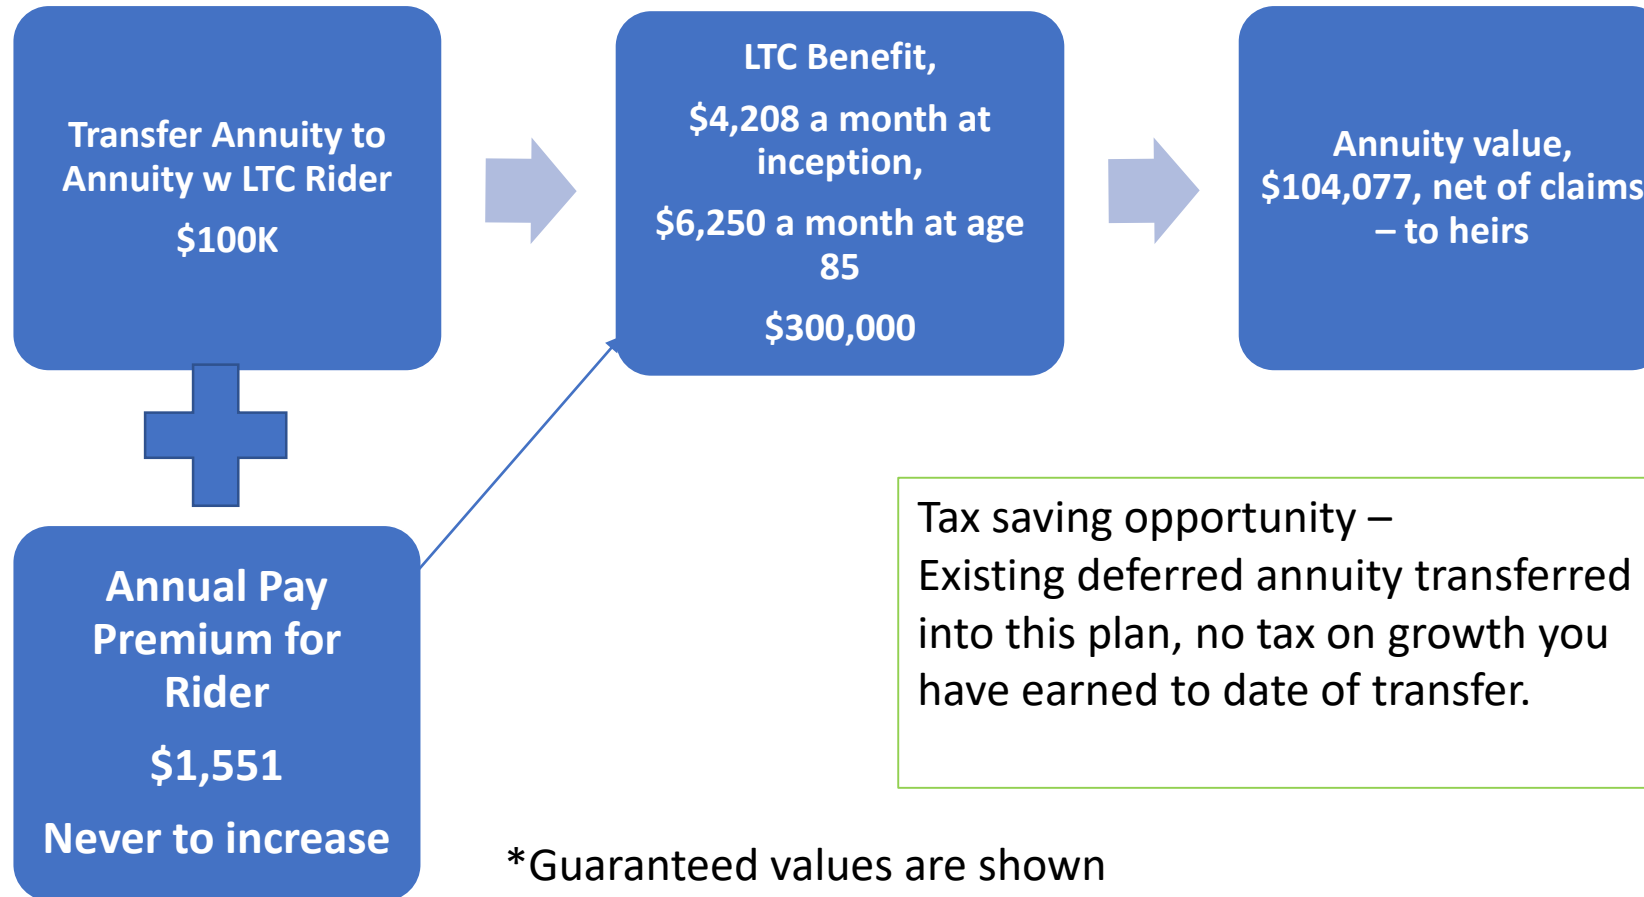 Transfer Annuity to
Annuity w LTC Rider
$100K
LTC Benefit,
$4,208 a month at
inception,
$6,250 a month at age
85
$300,000
Annuity value,
$104,077, net of claims
– to heirs
Annual Pay
Premium for
Rider
$1,551
Never to increase
Tax saving opportunity –
Existing deferred annuity transferred
into this plan, no tax on growth you
have earned to date of transfer.
*Guaranteed values are shown